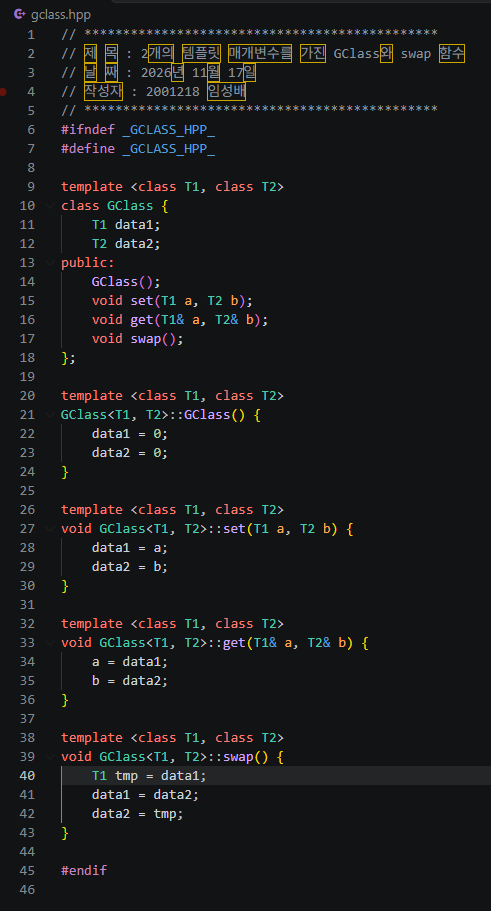 gclass.hpp
1 // **********************************************
2 // 제 목 : 2개의 템플릿 매개변수를 가진 GClass와 swap 함수
3 // 날 짜 : 2026년 11월 17일
4 // 작성자 : 2001218 임성배
5 // **********************************************
6 #ifndef _GCLASS_HPP_
7 #define _GCLASS_HPP_
8
9 template <class T1, class T2>
10 class GClass {
11     T1 data1;
12     T2 data2;
13 public:
14     GClass();
15     void set(T1 a, T2 b);
16     void get(T1& a, T2& b);
17     void swap();
18 };
19
20 template <class T1, class T2>
21 GClass<T1, T2>::GClass() {
22     data1 = 0;
23     data2 = 0;
24 }
25
26 template <class T1, class T2>
27 void GClass<T1, T2>::set(T1 a, T2 b) {
28     data1 = a;
29     data2 = b;
30 }
31
32 template <class T1, class T2>
33 void GClass<T1, T2>::get(T1& a, T2& b) {
34     a = data1;
35     b = data2;
36 }
37
38 template <class T1, class T2>
39 void GClass<T1, T2>::swap() {
40     T1 tmp = data1;
41     data1 = data2;
42     data2 = tmp;
43 }
44
45 #endif
46